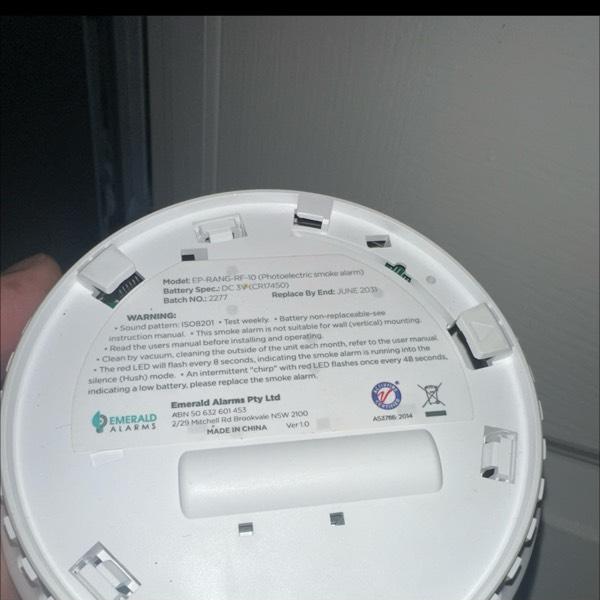 Model: EP-RANG-RF-10 (Photoelectric smoke alarm)
Battery Spec.: DC 3V (CR17450)
Batch NO.: 2277
Replace By End: JUNE 2031
WARNING:
• Sound pattern: ISO8201 • Test weekly. • Battery non-replaceable-see
instruction manual. • This smoke alarm is not suitable for wall (vertical) mounting.
• Read the users manual before installing and operating.
• Clean by vacuum, cleaning the outside of the unit each month, refer to the user manual.
• The red LED will flash every 8 seconds, indicating the smoke alarm is running into the
silence (Hush) mode. • An intermittent "chirp" with red LED flashes once every 48 seconds,
indicating a low battery, please replace the smoke alarm.
EMERALD
ALARMS
Emerald Alarms Pty Ltd
ABN 50 632 601 453
2/29 Mitchell Rd Brookvale NSW 2100
MADE IN CHINA
Ver 1.0
AS3786: 2014